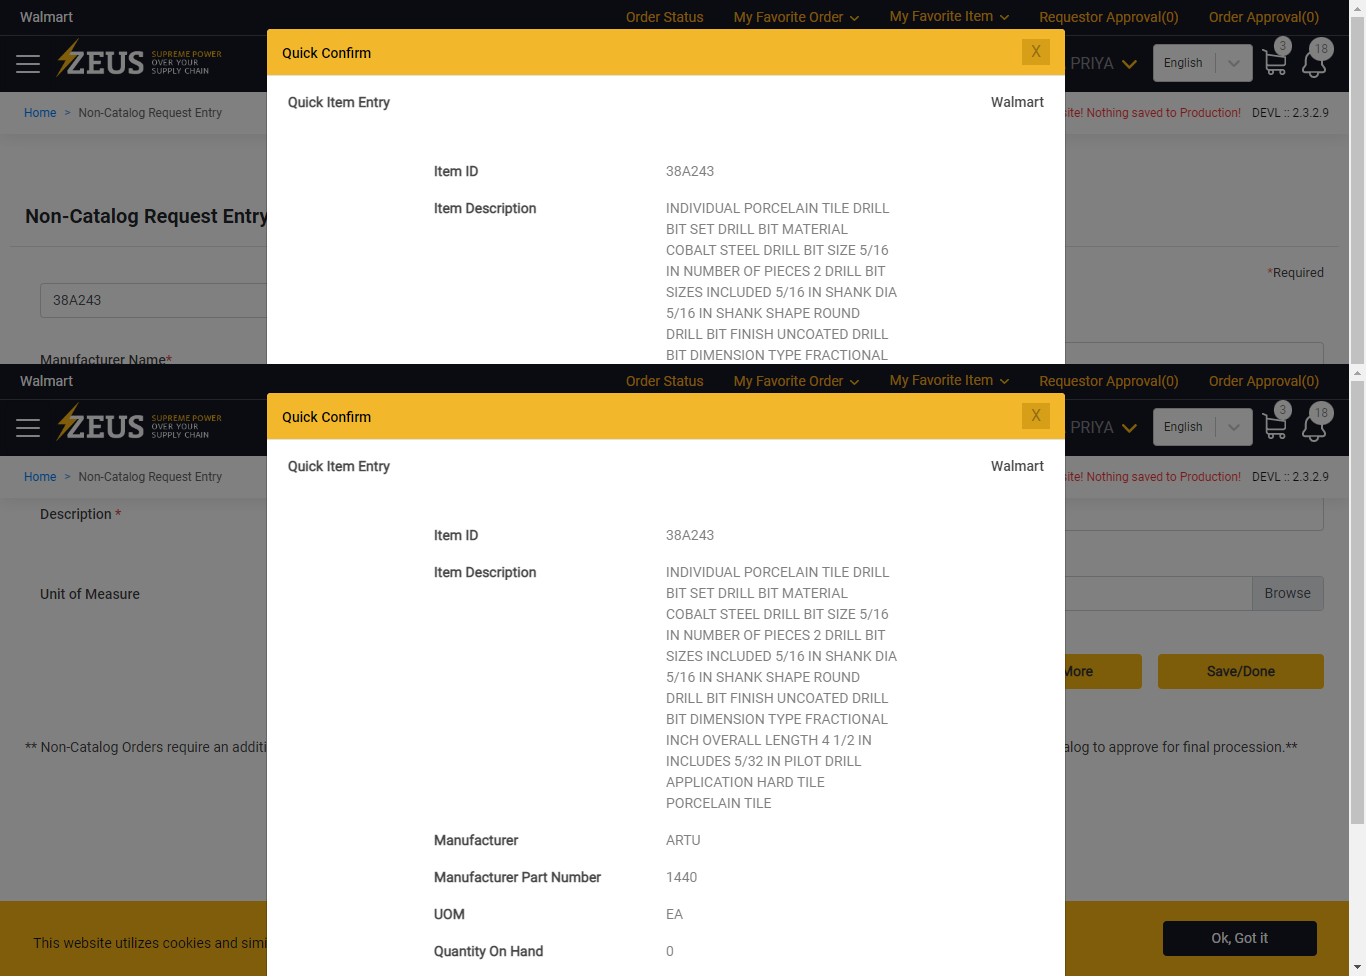 Walmart
Order Status
My Favorite Order
My Favorite Item
Requestor Approval(0)
Order Approval(0)
Quick Confirm
X
ZEUS
SUPREME POWER
OVER YOUR
SUPPLY CHAIN
PRIYA
English
3
18
Home > Non-Catalog Request Entry
Quick Item Entry
Walmart
site! Nothing saved to Production!
DEVL :: 2.3.2.9
Item ID
38A243
Item Description
INDIVIDUAL PORCELAIN TILE DRILL
BIT SET DRILL BIT MATERIAL
COBALT STEEL DRILL BIT SIZE 5/16
IN NUMBER OF PIECES 2 DRILL BIT
SIZES INCLUDED 5/16 IN SHANK DIA
5/16 IN SHANK SHAPE ROUND
DRILL BIT FINISH UNCOATED DRILL
BIT DIMENSION TYPE FRACTIONAL
Non-Catalog Request Entry
*Required
38A243
Manufacturer Name*
Walmart
Order Status
My Favorite Order
My Favorite Item
Requestor Approval(0)
Order Approval(0)
Quick Confirm
X
ZEUS
SUPREME POWER
OVER YOUR
SUPPLY CHAIN
PRIYA
English
3
18
Home > Non-Catalog Request Entry
Quick Item Entry
Walmart
site! Nothing saved to Production!
DEVL :: 2.3.2.9
Description *
Item ID
38A243
Item Description
INDIVIDUAL PORCELAIN TILE DRILL
BIT SET DRILL BIT MATERIAL
COBALT STEEL DRILL BIT SIZE 5/16
IN NUMBER OF PIECES 2 DRILL BIT
SIZES INCLUDED 5/16 IN SHANK DIA
5/16 IN SHANK SHAPE ROUND
DRILL BIT FINISH UNCOATED DRILL
BIT DIMENSION TYPE FRACTIONAL
INCH OVERALL LENGTH 4 1/2 IN
INCLUDES 5/32 IN PILOT DRILL
APPLICATION HARD TILE
PORCELAIN TILE
Unit of Measure
Browse
More
Save/Done
** Non-Catalog Orders require an additi
alog to approve for final procession.**
Manufacturer
ARTU
Manufacturer Part Number
1440
UOM
EA
Quantity On Hand
0
This website utilizes cookies and simi
Ok, Got it